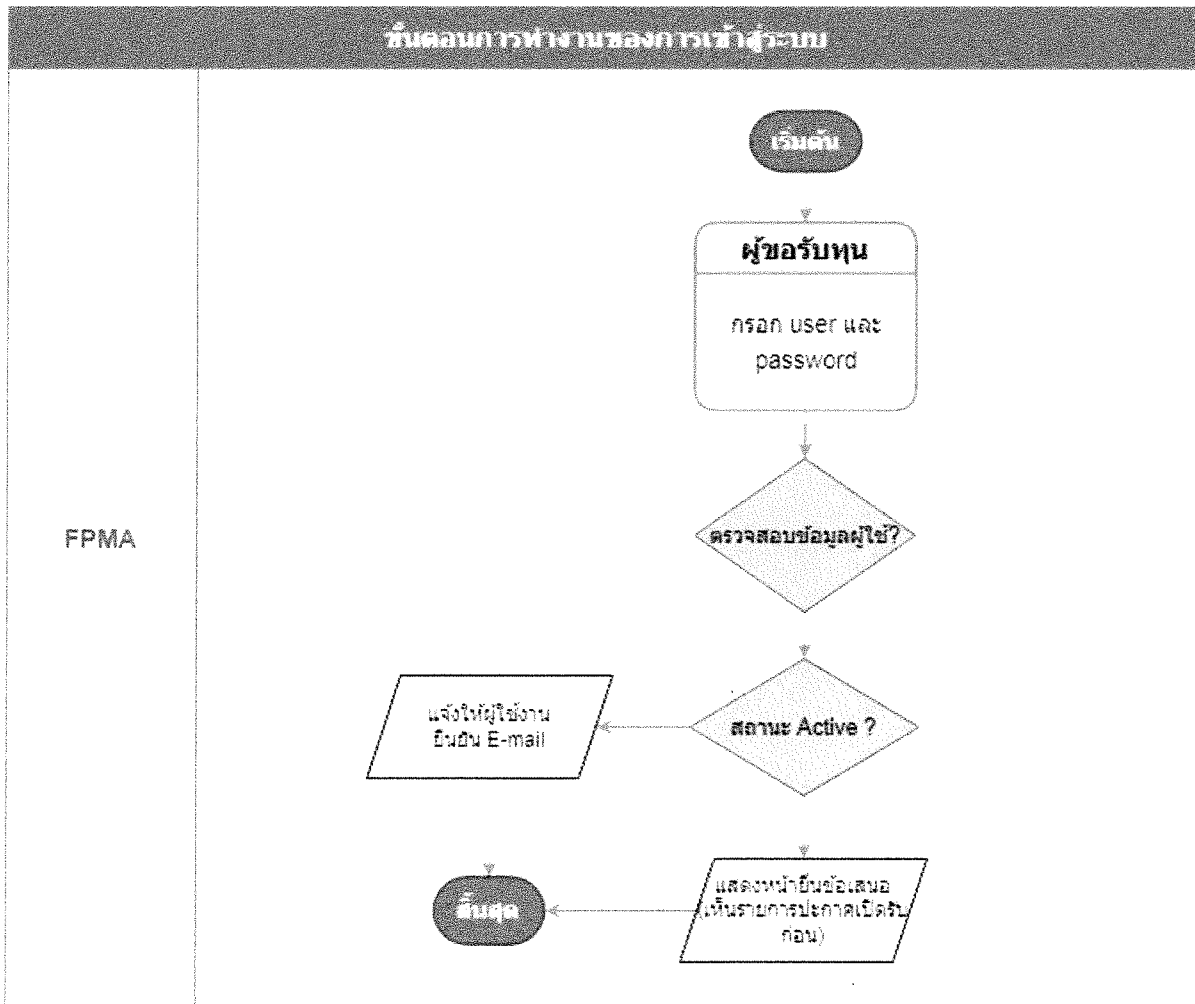 ขั้นตอนการทำงานของการเข้าสู่ระบบ
เริ่มต้น
ผู้ขอรับทุน
กรอก user และ
password
FPMA
ตรวจสอบข้อมูลผู้ใช้?
แจ้งให้ผู้ใช้งาน
ยืนยัน E-mail
สถานะ Active ?
แสดงหน้ายื่นข้อเสนอ
(เห็นรายการประกาศเปิดรับ
ก่อน)
สิ้นสุด